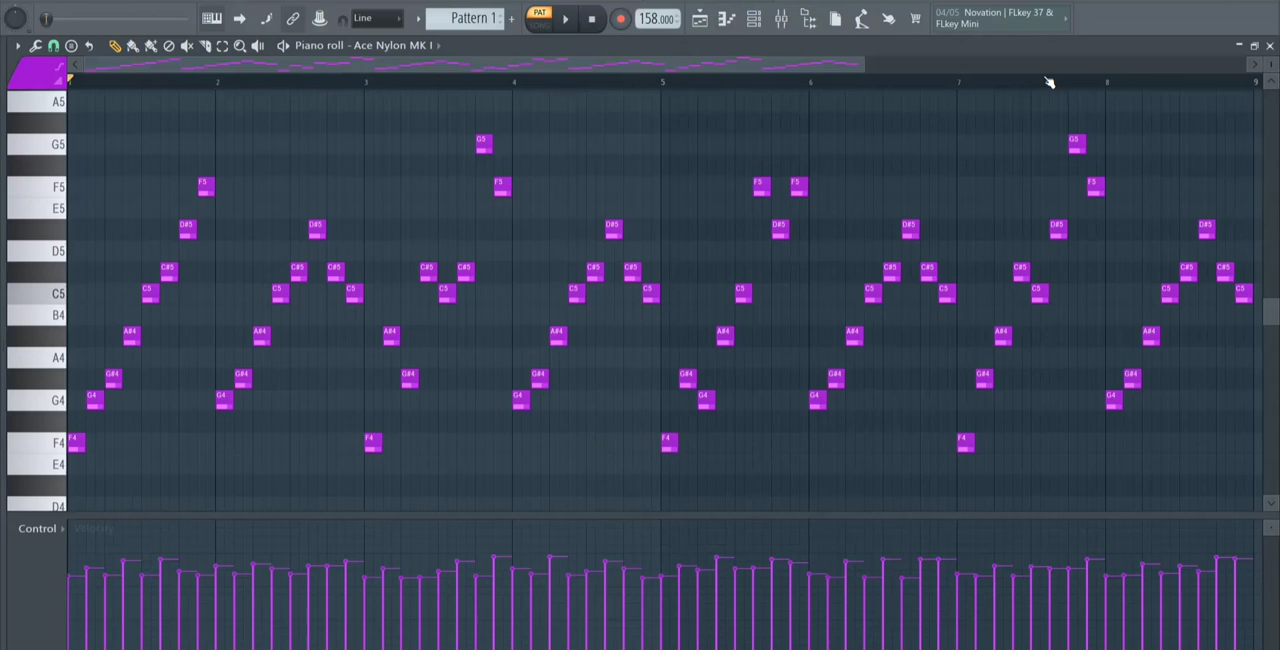 Line
Pattern 1
+
PAT
SONG
158.000
04/05 Novation | FLkey 37 &
FLkey Mini
Piano roll - Ace Nylon MK I
2 3 4 5 6 7 8 9
A5
G5
F5
E5
D5
C5
B4
A4
G4
F4
E4
D4
G5 G5
F5 F5 F5 F5 F5
D#5 D#5 D#5 D#5 D#5 D#5 D#5
C#5 C#5 C#5 C#5 C#5 C#5 C#5 C#5 C#5 C#5 C#5 C#5
C5 C5 C5 C5 C5 C5 C5 C5 C5 C5 C5 C5
A#4 A#4 A#4 A#4 A#4 A#4 A#4 A#4
G#4 G#4 G#4 G#4 G#4 G#4 G#4 G#4
G4 G4 G4 G4 G4 G4
F4 F4 F4 F4
Control Velocity